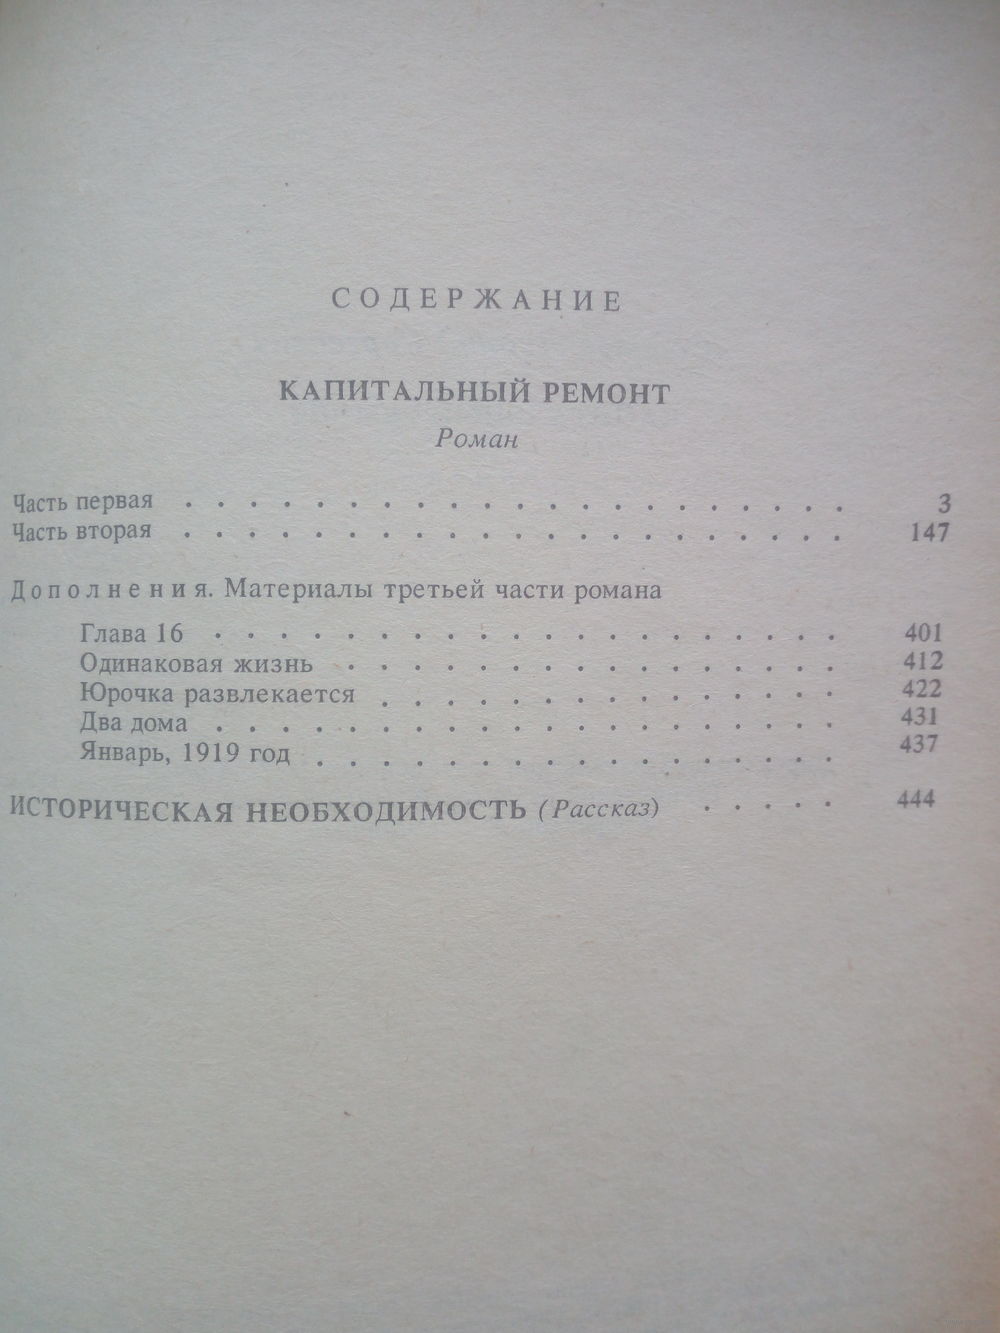 СОДЕРЖАНИЕ
КАПИТАЛЬНЫЙ РЕМОНТ
Роман
Часть первая . . . . . . . . . . . . . . . . . . . . . 3
Часть вторая . . . . . . . . . . . . . . . . . . . . . 147
Дополнения. Материалы третьей части романа
Глава 16 . . . . . . . . . . . . . . . . . . . 401
Одинаковая жизнь . . . . . . . . . . . . . . . 412
Юрочка развлекается . . . . . . . . . . . . . . 422
Два дома . . . . . . . . . . . . . . . . . . . 431
Январь, 1919 год . . . . . . . . . . . . . . . . 437
ИСТОРИЧЕСКАЯ НЕОБХОДИМОСТЬ (Рассказ) . . . . . 444